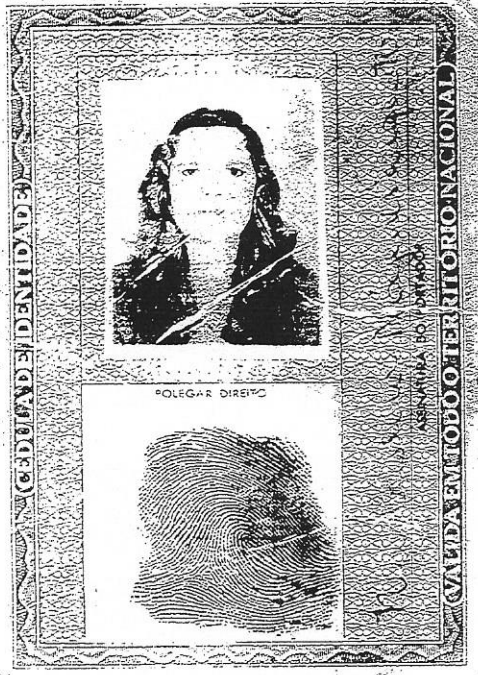 (CEDULA DE IDENTIDADE)
POLEGAR DIREITO
ASSINATURA DO PORTADOR
(VALIDA EM TODO O TERRITORIO NACIONAL)